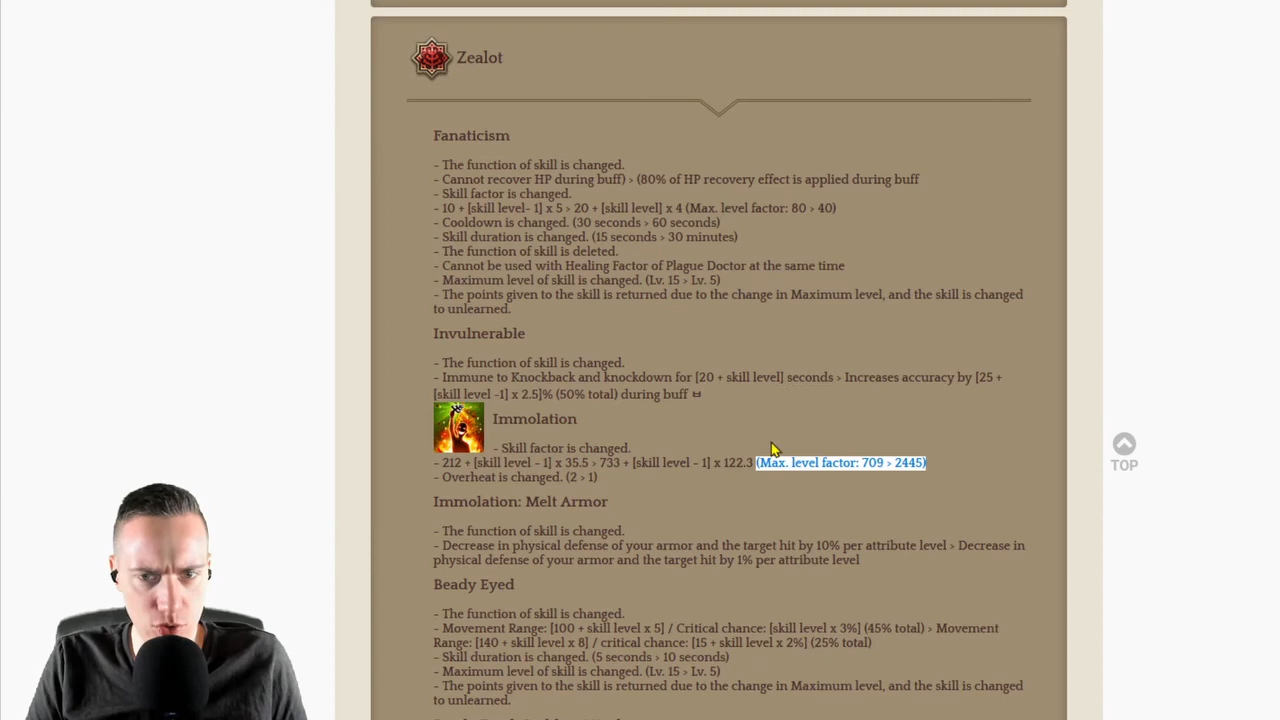 Zealot
Fanaticism
- The function of skill is changed.
- Cannot recover HP during buff) > (80% of HP recovery effect is applied during buff
- Skill factor is changed.
- 10 + [skill level- 1] x 5 > 20 + [skill level] x 4 (Max. level factor: 80 > 40)
- Cooldown is changed. (30 seconds > 60 seconds)
- Skill duration is changed. (15 seconds > 30 minutes)
- The function of skill is deleted.
- Cannot be used with Healing Factor of Plague Doctor at the same time
- Maximum level of skill is changed. (Lv. 15 > Lv. 5)
- The points given to the skill is returned due to the change in Maximum level, and the skill is changed
to unlearned.
Invulnerable
- The function of skill is changed.
- Immune to Knockback and knockdown for [20 + skill level] seconds > Increases accuracy by [25 +
[skill level -1] x 2.5]% (50% total) during buff ㅂ
Immolation
- Skill factor is changed.
- 212 + [skill level - 1] x 35.5 > 733 + [skill level - 1] x 122.3 (Max. level factor: 709 > 2445)
- Overheat is changed. (2 > 1)
TOP
Immolation: Melt Armor
- The function of skill is changed.
- Decrease in physical defense of your armor and the target hit by 10% per attribute level > Decrease in
physical defense of your armor and the target hit by 1% per attribute level
Beady Eyed
- The function of skill is changed.
- Movement Range: [100 + skill level x 5] / Critical chance: [skill level x 3%] (45% total) > Movement
Range: [140 + skill level x 8] / critical chance: [15 + skill level x 2%] (25% total)
- Skill duration is changed. (5 seconds > 10 seconds)
- Maximum level of skill is changed. (Lv. 15 > Lv. 5)
- The points given to the skill is returned due to the change in Maximum level, and the skill is changed
to unlearned.